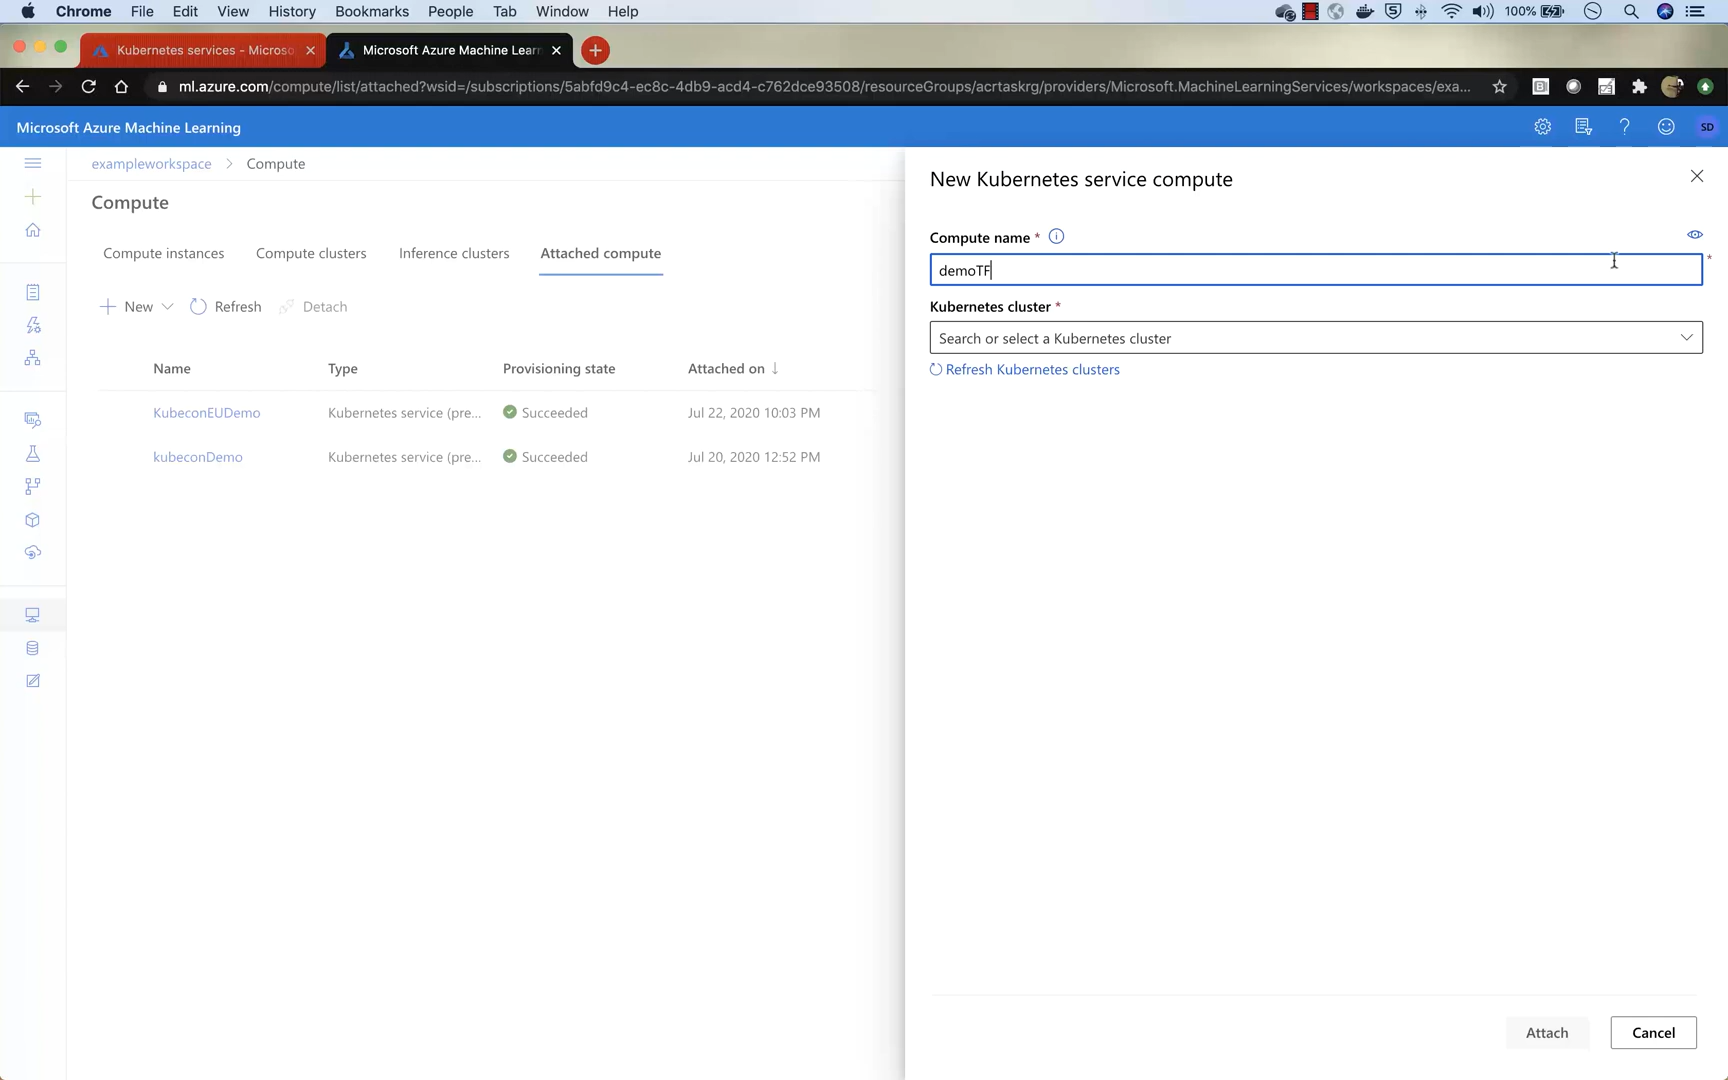 Chrome File Edit View History Bookmarks People Tab Window Help 100%
Kubernetes services - Microso Microsoft Azure Machine Learn
ml.azure.com/compute/list/attached?wsid=/subscriptions/5abfd9c4-ec8c-4db9-acd4-c762dce93508/resourceGroups/acrtaskrg/providers/Microsoft.MachineLearningServices/workspaces/exa...
Microsoft Azure Machine Learning SD
exampleworkspace > Compute
New Kubernetes service compute
Compute
Compute name *
Compute instances Compute clusters Inference clusters Attached compute
demoTF *
New Refresh Detach
Kubernetes cluster *
Search or select a Kubernetes cluster
Refresh Kubernetes clusters
Name Type Provisioning state Attached on ↓
KubeconEUDemo Kubernetes service (pre... Succeeded Jul 22, 2020 10:03 PM
kubeconDemo Kubernetes service (pre... Succeeded Jul 20, 2020 12:52 PM
Attach Cancel